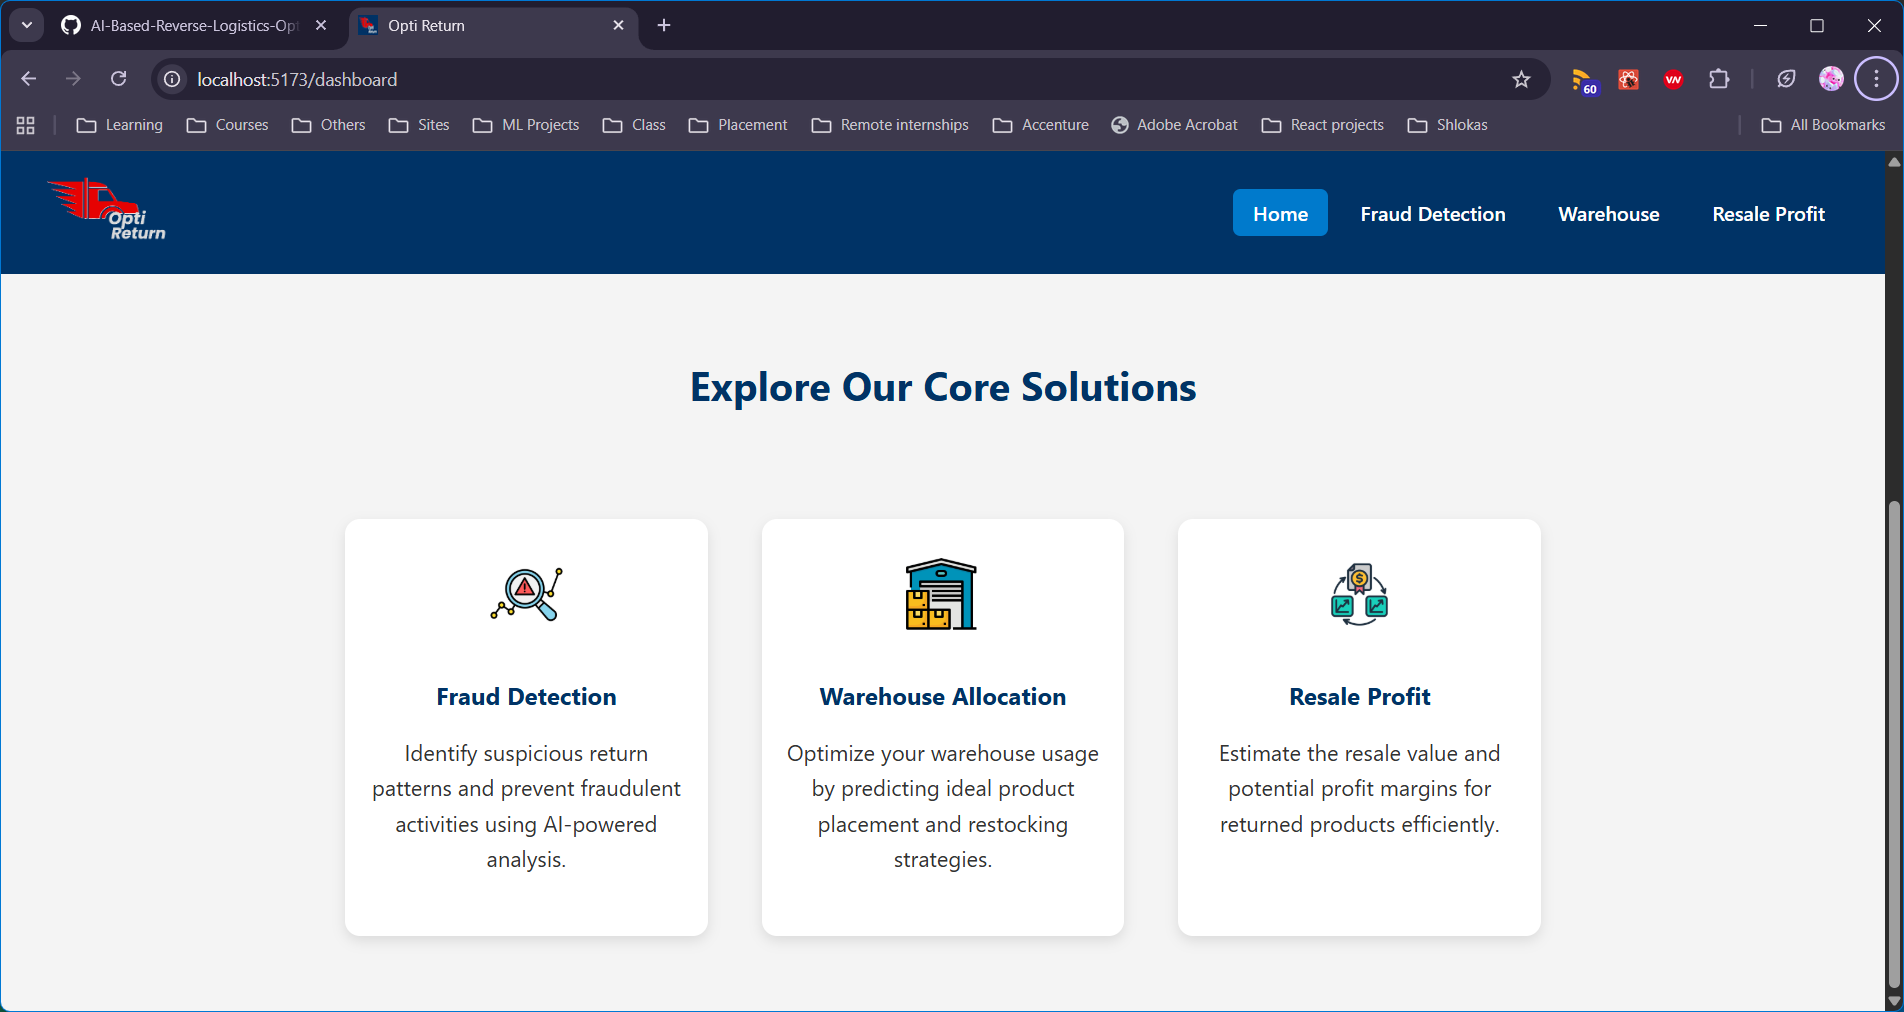 AI-Based-Reverse-Logistics-Opt
Opti Return
localhost:5173/dashboard
60
VN
Learning
Courses
Others
Sites
ML Projects
Class
Placement
Remote internships
Accenture
Adobe Acrobat
React projects
Shlokas
All Bookmarks
Opti
Return
Home
Fraud Detection
Warehouse
Resale Profit
Explore Our Core Solutions
Fraud Detection
Identify suspicious return
patterns and prevent fraudulent
activities using AI-powered
analysis.
Warehouse Allocation
Optimize your warehouse usage
by predicting ideal product
placement and restocking
strategies.
Resale Profit
Estimate the resale value and
potential profit margins for
returned products efficiently.